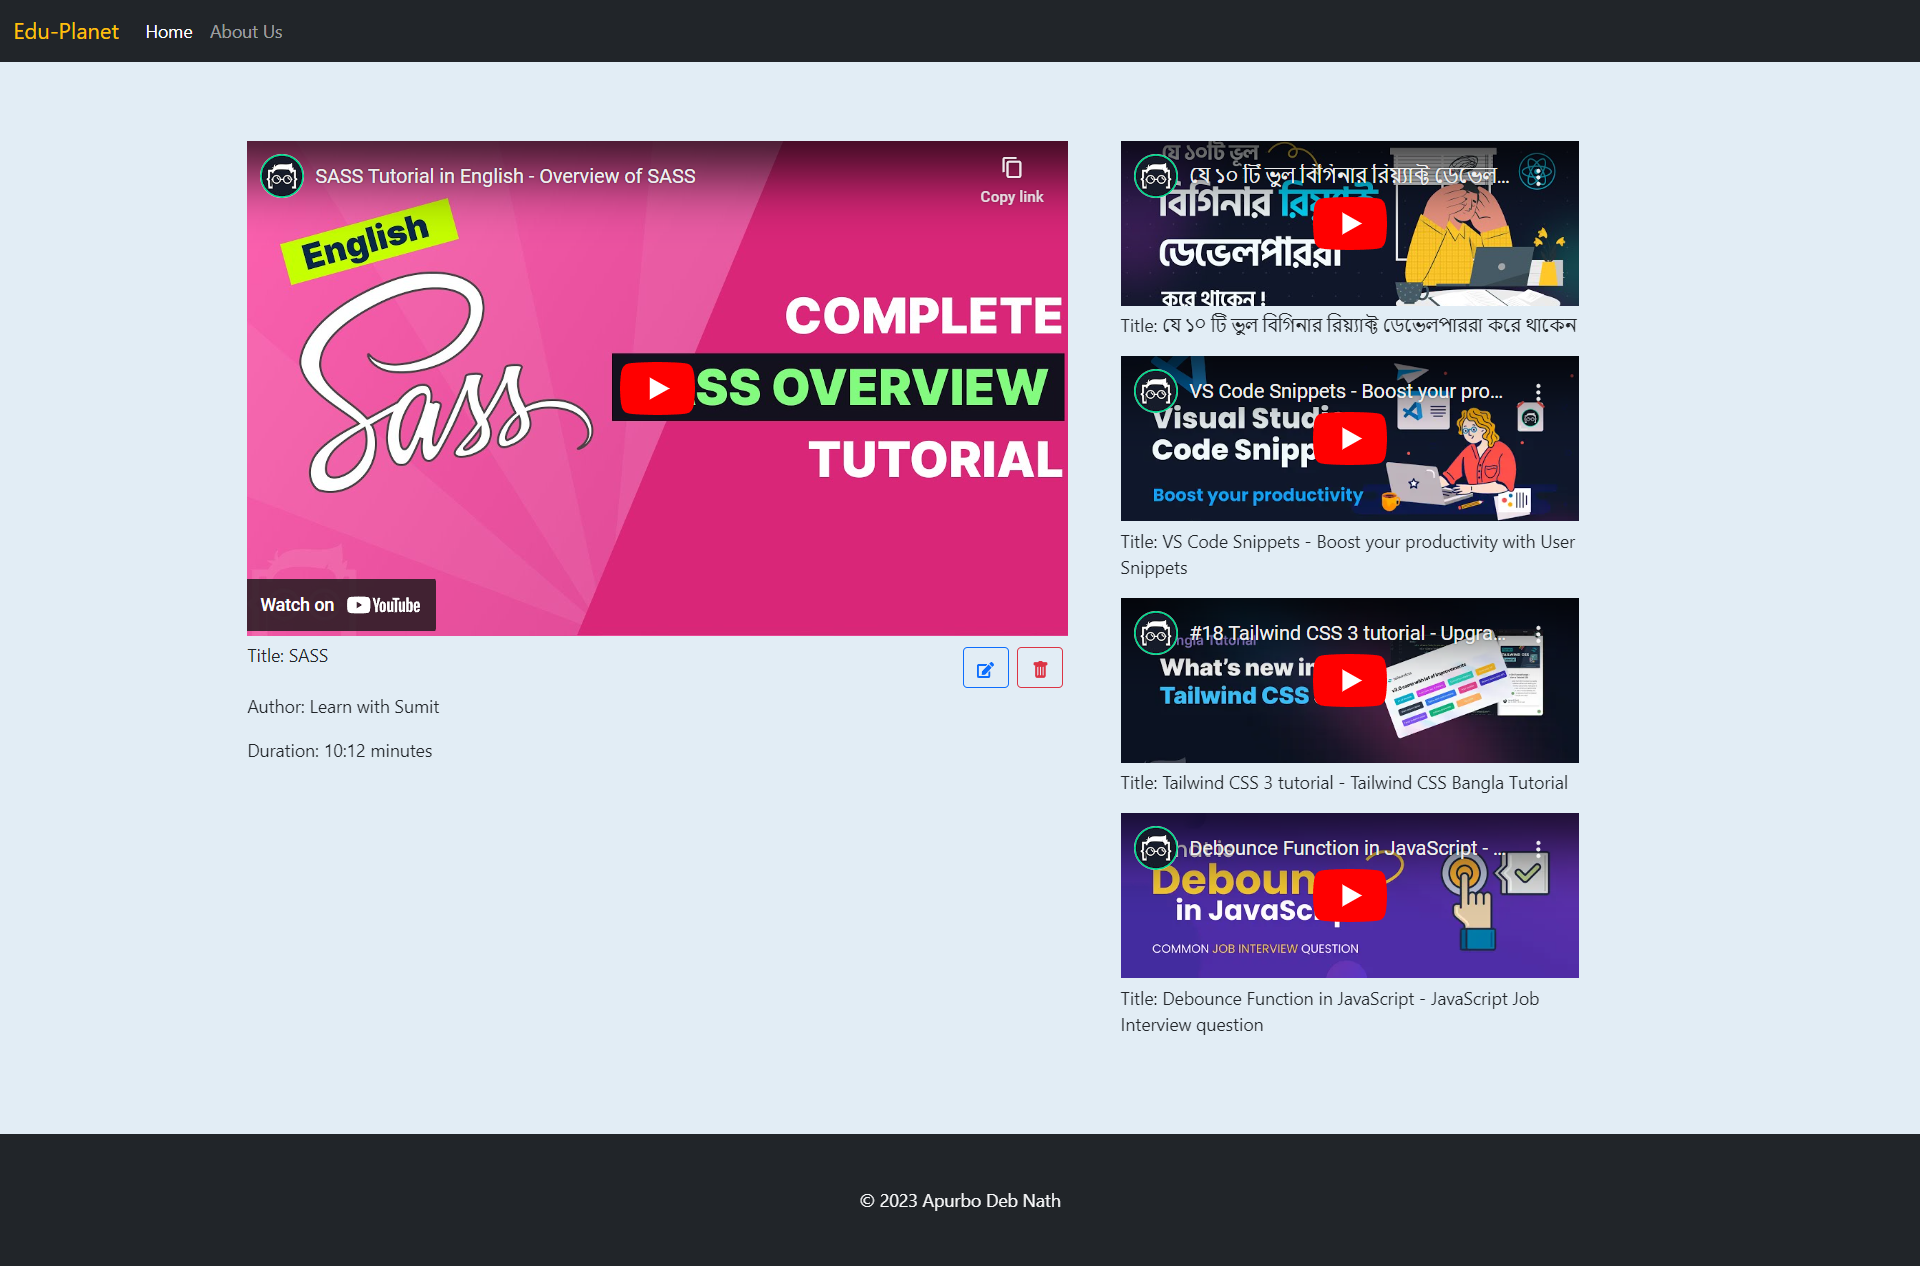 Edu-Planet
Home
About Us
SASS Tutorial in English - Overview of SASS
Copy link
English
Sass
COMPLETE
SS OVERVIEW
TUTORIAL
Watch on YouTube
Title: SASS
Author: Learn with Sumit
Duration: 10:12 minutes
যে ১০টি ভূল
যে ১০ টি ভুল বিগিনার রিয়্যাক্ট ডেভেল...
বিগিনার
ডেভেলপাররা
করে থাকেন !
Title: যে ১০ টি ভুল বিগিনার রিয়্যাক্ট ডেভেলপাররা করে থাকেন
VS Code Snippets - Boost your pro...
Visual Studio
Code Snipp
Boost your productivity
Title: VS Code Snippets - Boost your productivity with User
Snippets
#18 Tailwind CSS 3 tutorial - Upgra...
ngla Tutorial
What's new in
Tailwind CSS
Title: Tailwind CSS 3 tutorial - Tailwind CSS Bangla Tutorial
Debounce Function in JavaScript - ...
Deboun
in JavaSc
COMMON JOB INTERVIEW QUESTION
Title: Debounce Function in JavaScript - JavaScript Job
Interview question
© 2023 Apurbo Deb Nath